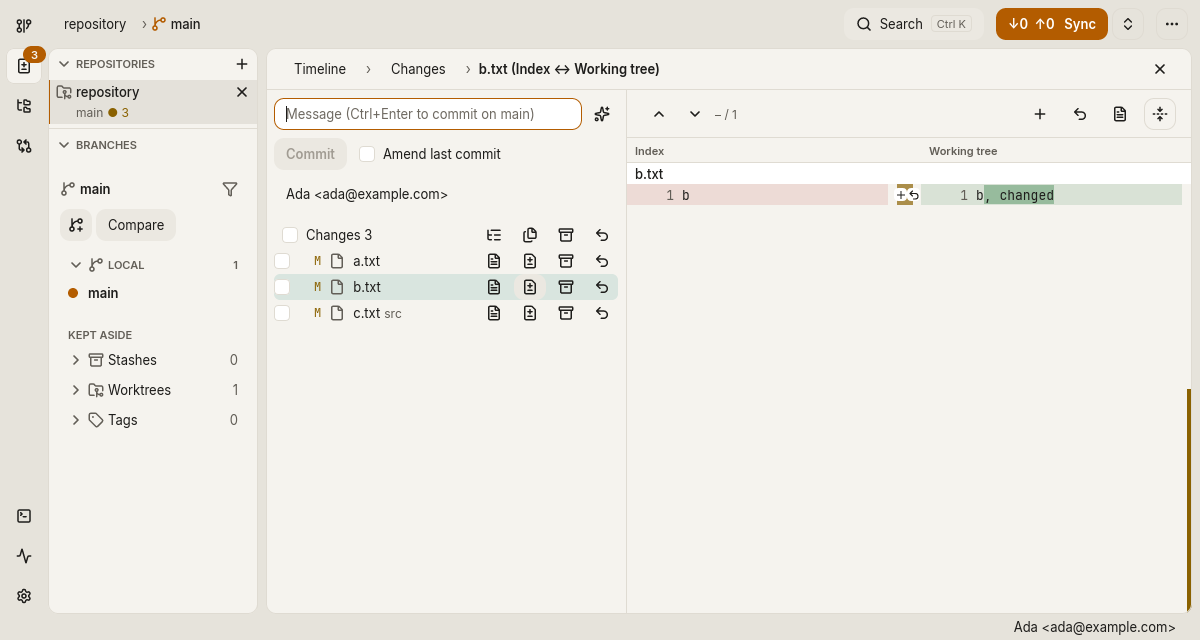 repository › main
Search Ctrl K
↓0 ↑0 Sync
3
REPOSITORIES
repository
main ● 3
BRANCHES
main
Compare
LOCAL 1
main
KEPT ASIDE
Stashes 0
Worktrees 1
Tags 0
Timeline › Changes › b.txt (Index ↔ Working tree)
Message (Ctrl+Enter to commit on main)
Commit Amend last commit
Ada <ada@example.com>
Changes 3
M a.txt
M b.txt
M c.txt src
– / 1
Index Working tree
b.txt
1 b 1 b, changed
Ada <ada@example.com>